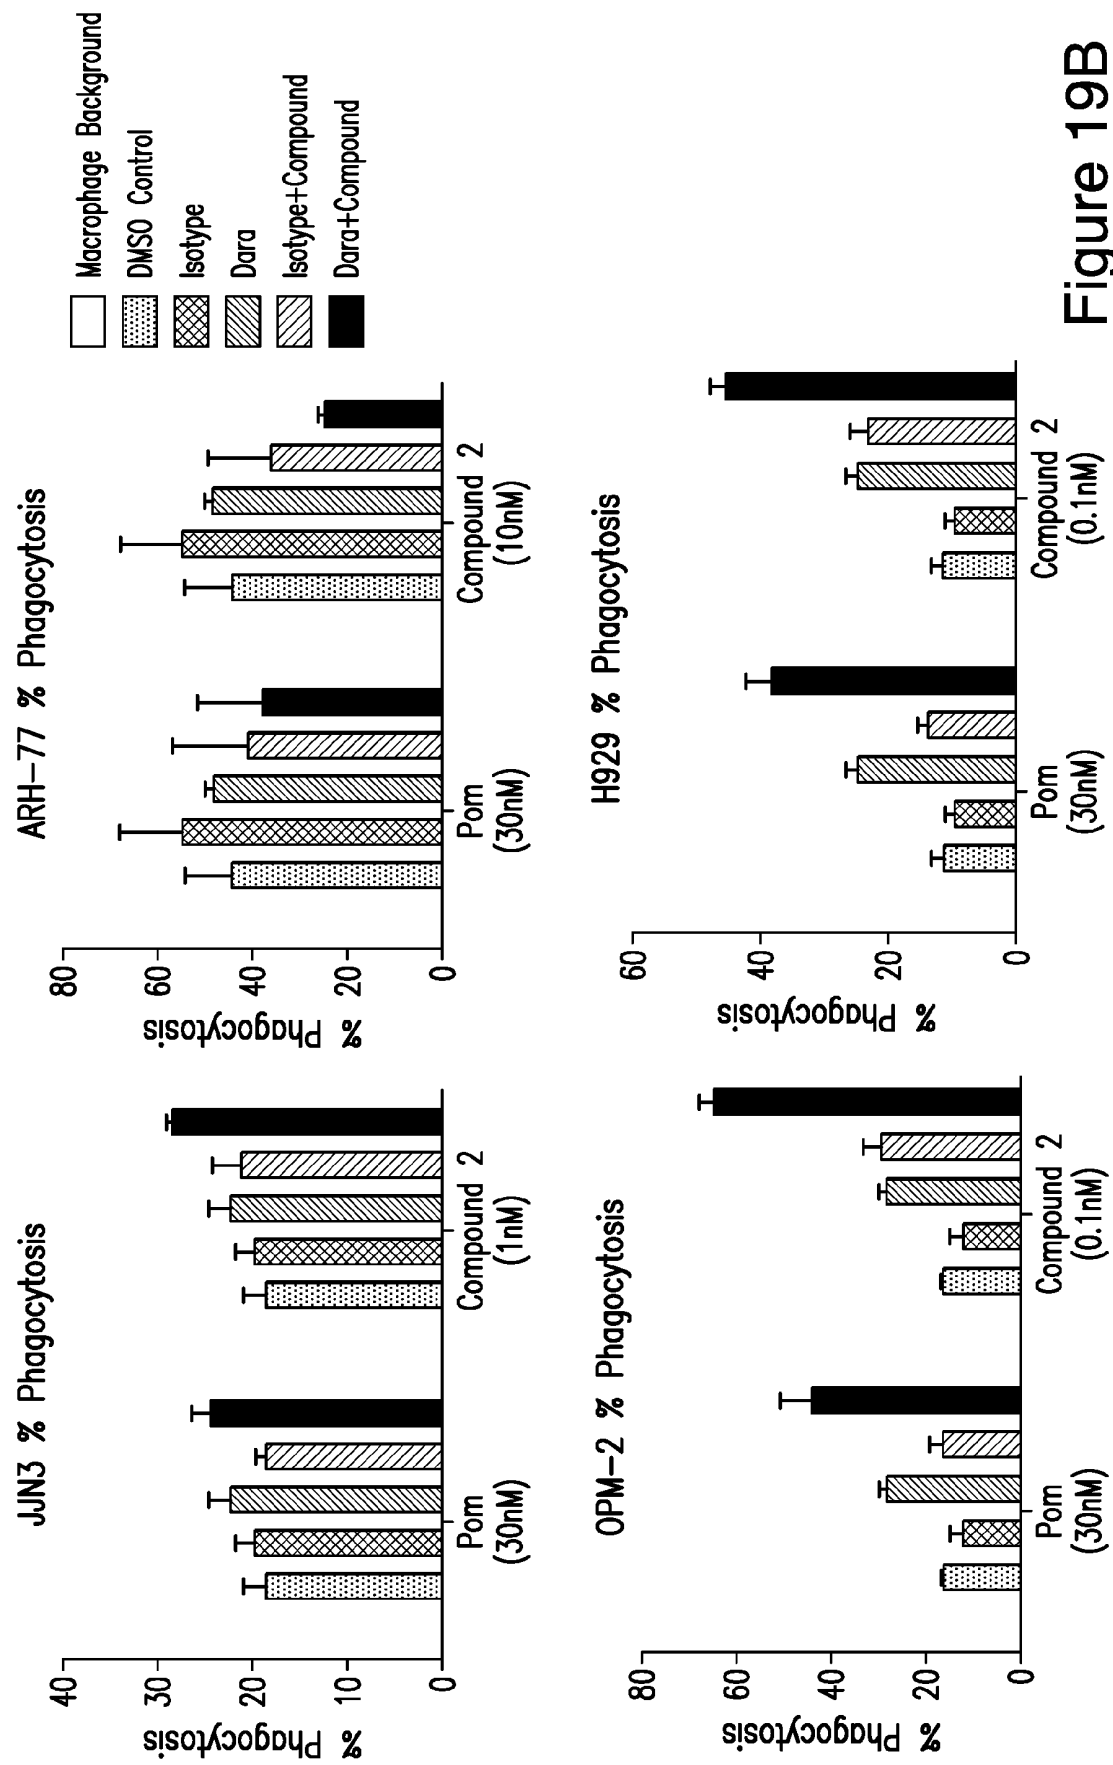 JJN3 % Phagocytosis
% Phagocytosis
40
30
20
10
0
Pom
(30nM)
Compound 2
(1nM)
ARH-77 % Phagocytosis
% Phagocytosis
80
60
40
20
0
Pom
(30nM)
Compound 2
(10nM)
Macrophage Background
DMSO Control
Isotype
Dara
Isotype+Compound
Dara+Compound
OPM-2 % Phagocytosis
% Phagocytosis
80
60
40
20
0
Pom
(30nM)
Compound 2
(0.1nM)
H929 % Phagocytosis
% Phagocytosis
60
40
20
0
Pom
(30nM)
Compound 2
(0.1nM)
Figure 19B